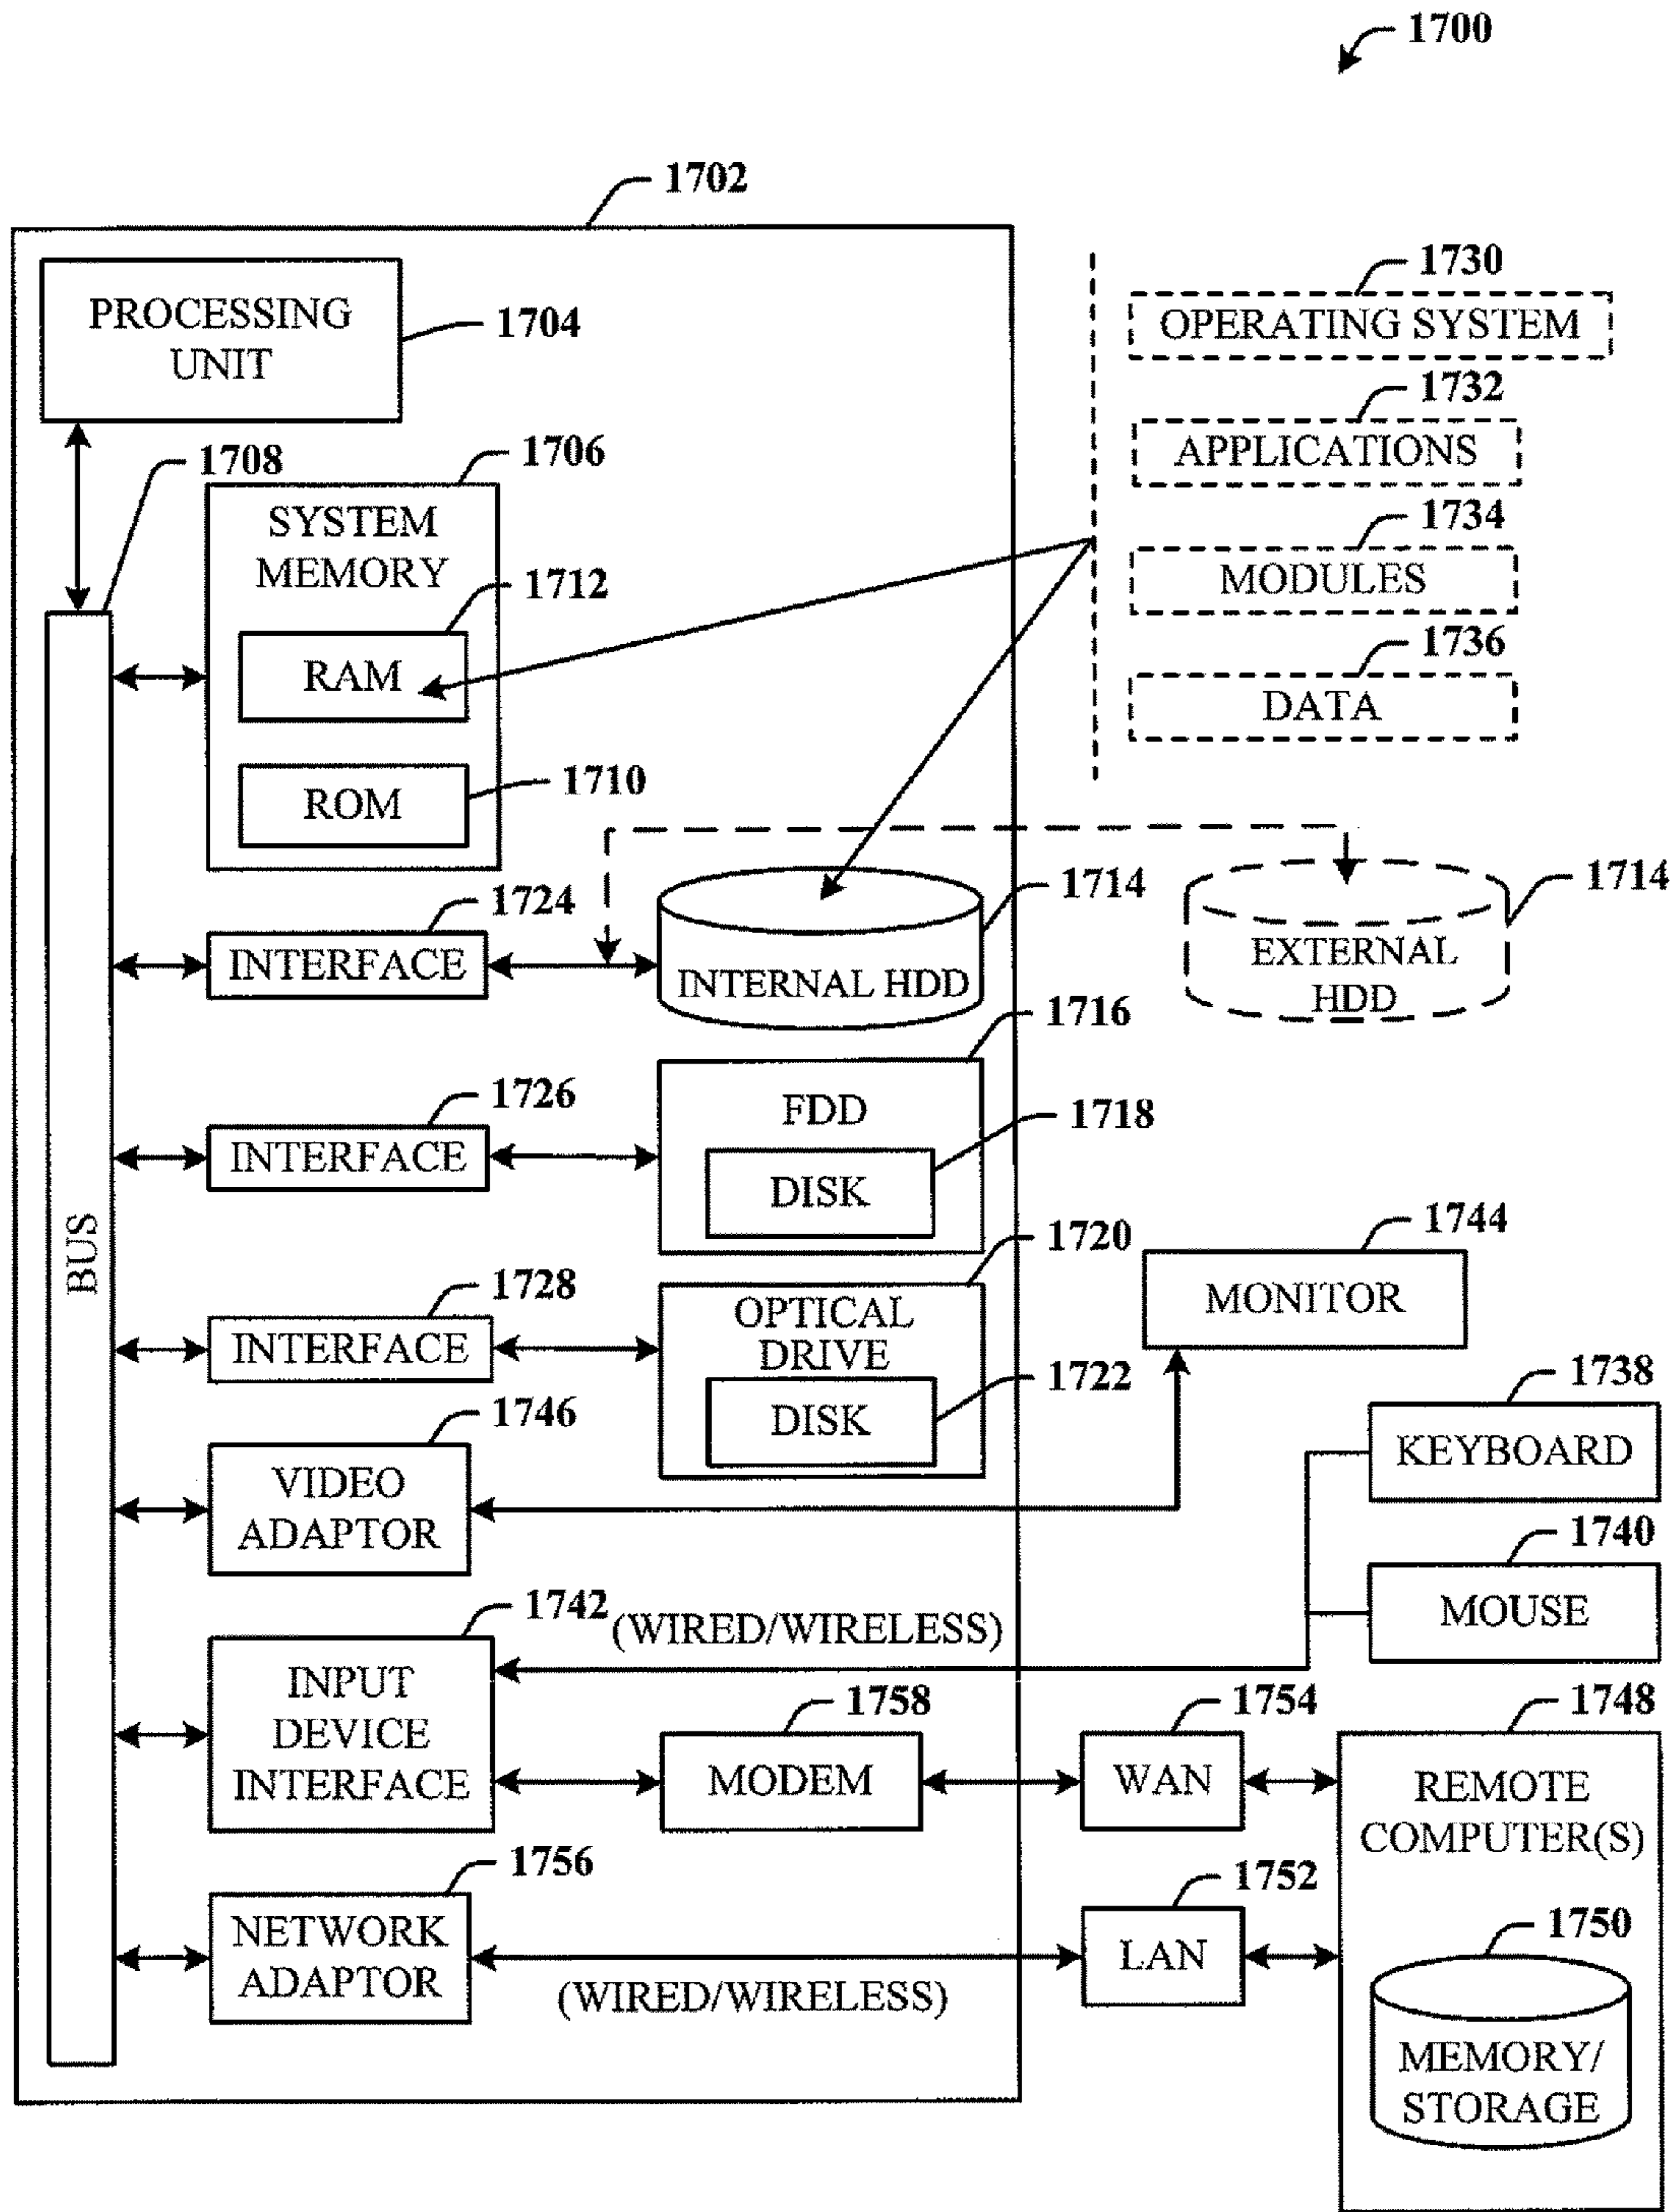 1700
1702
PROCESSING
UNIT
1704
1730
OPERATING SYSTEM
1732
APPLICATIONS
1734
MODULES
1736
DATA
1708
1706
SYSTEM
MEMORY
1712
RAM
1710
ROM
1724
INTERFACE
1714
INTERNAL HDD
1714
EXTERNAL
HDD
1716
FDD
1718
DISK
1726
INTERFACE
BUS
1720
OPTICAL
DRIVE
1722
DISK
1728
INTERFACE
1744
MONITOR
1746
VIDEO
ADAPTOR
1738
KEYBOARD
1740
MOUSE
1742
(WIRED/WIRELESS)
INPUT
DEVICE
INTERFACE
1758
MODEM
1754
WAN
1748
REMOTE
COMPUTER(S)
1756
NETWORK
ADAPTOR
(WIRED/WIRELESS)
1752
LAN
1750
MEMORY/
STORAGE